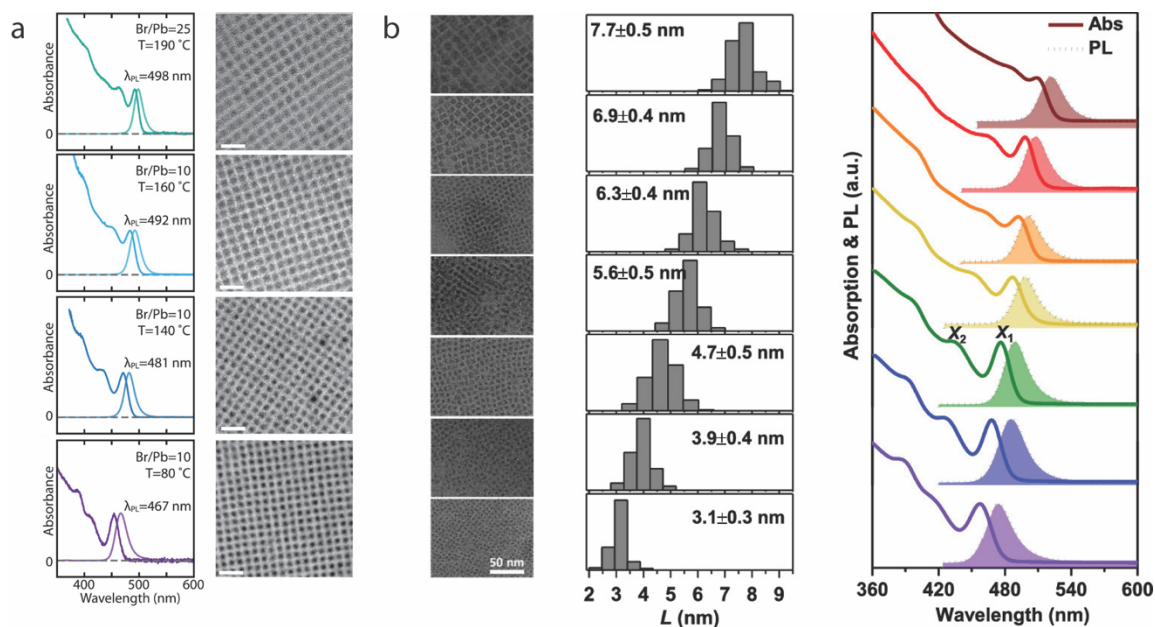 a
Br/Pb=25
T=190 ˚C
λPL=498 nm
Absorbance
0
Br/Pb=10
T=160 ˚C
λPL=492 nm
Absorbance
0
Br/Pb=10
T=140 ˚C
λPL=481 nm
Absorbance
0
Br/Pb=10
T=80 ˚C
λPL=467 nm
Absorbance
0
400 500 600
Wavelength (nm)
b
50 nm
7.7±0.5 nm
6.9±0.4 nm
6.3±0.4 nm
5.6±0.5 nm
4.7±0.5 nm
3.9±0.4 nm
3.1±0.3 nm
2 3 4 5 6 7 8 9
L (nm)
Abs
PL
X2 X1
Absorption & PL (a.u.)
360 420 480 540 600
Wavelength (nm)